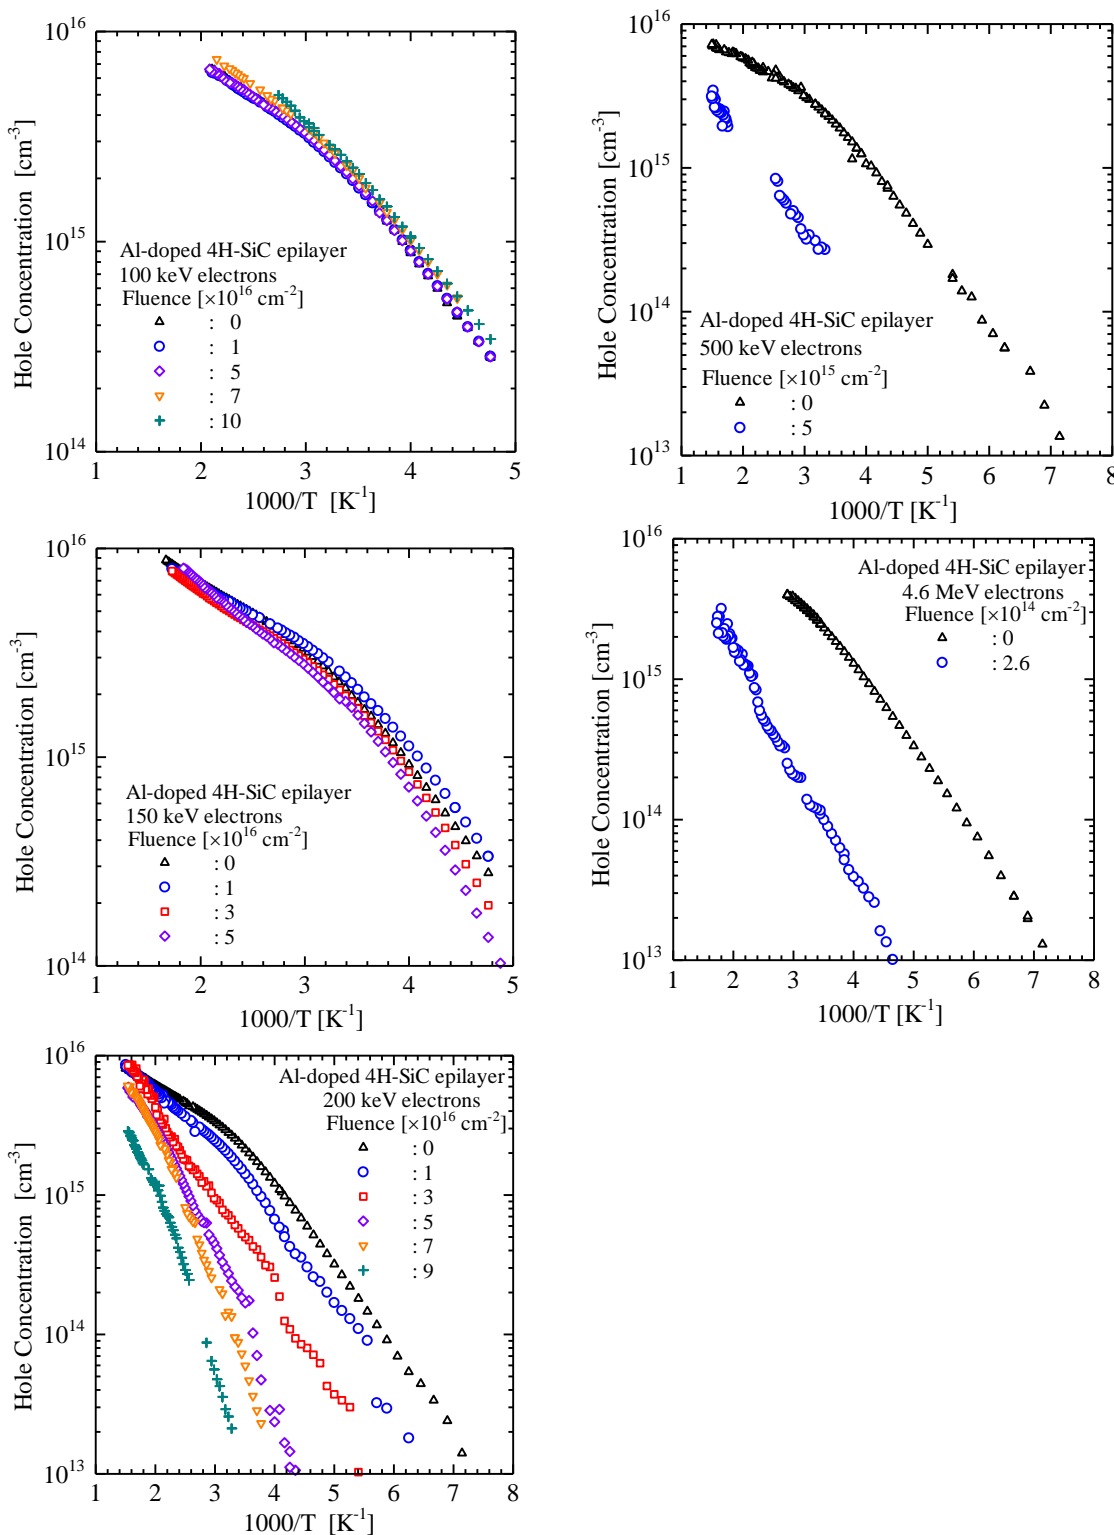 10^16
10^15
10^14
Hole Concentration [cm^-3]
Al-doped 4H-SiC epilayer
100 keV electrons
Fluence [×10^16 cm^-2]
: 0
: 1
: 5
: 7
: 10
1 2 3 4 5
1000/T [K^-1]
10^16
10^15
10^14
10^13
Hole Concentration [cm^-3]
Al-doped 4H-SiC epilayer
500 keV electrons
Fluence [×10^15 cm^-2]
: 0
: 5
1 2 3 4 5 6 7 8
1000/T [K^-1]
10^16
10^15
10^14
Hole Concentration [cm^-3]
Al-doped 4H-SiC epilayer
150 keV electrons
Fluence [×10^16 cm^-2]
: 0
: 1
: 3
: 5
1 2 3 4 5
1000/T [K^-1]
10^16
10^15
10^14
10^13
Hole Concentration [cm^-3]
Al-doped 4H-SiC epilayer
4.6 MeV electrons
Fluence [×10^14 cm^-2]
: 0
: 2.6
1 2 3 4 5 6 7 8
1000/T [K^-1]
10^16
10^15
10^14
10^13
Hole Concentration [cm^-3]
Al-doped 4H-SiC epilayer
200 keV electrons
Fluence [×10^16 cm^-2]
: 0
: 1
: 3
: 5
: 7
: 9
1 2 3 4 5 6 7 8
1000/T [K^-1]